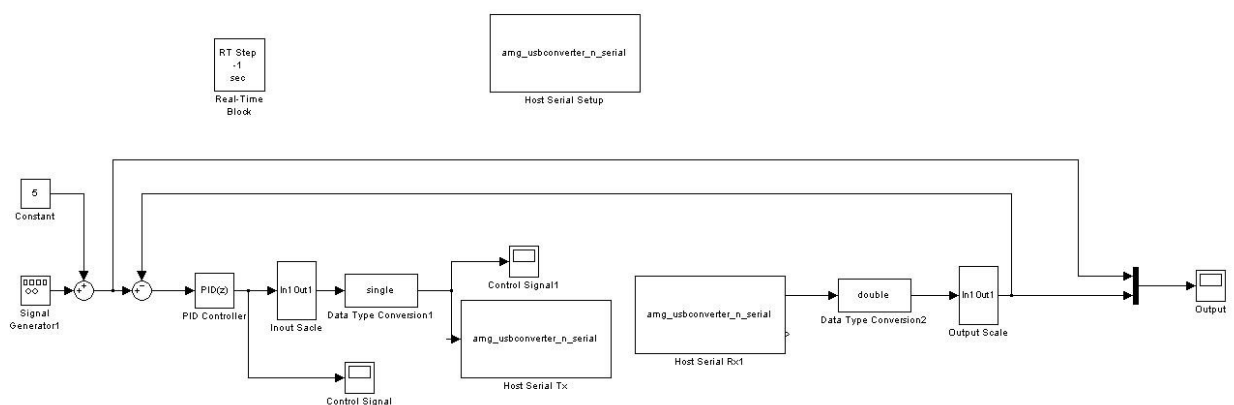 RT Step
-1
sec
Real-Time
Block
amg_usbconverter_n_serial
Host Serial Setup
5
Constant
Signal
Generator1
PID(z)
PID Controller
In1 Out1
Inout Sacle
single
Data Type Conversion1
Control Signal1
amg_usbconverter_n_serial
Host Serial Tx
Control Signal
amg_usbconverter_n_serial
Host Serial Rx1
double
Data Type Conversion2
In1 Out1
Output Scale
Output